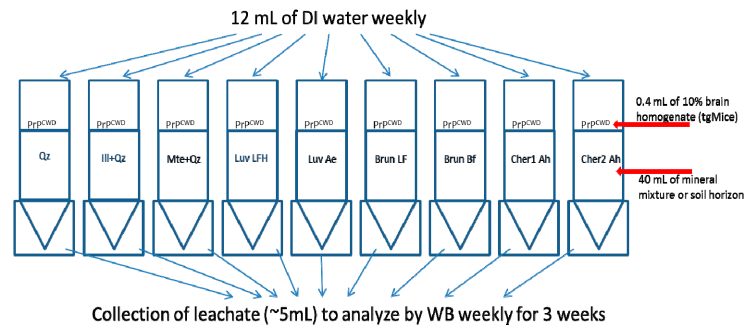 12 mL of DI water weekly
PrPCWD PrPCWD PrPCWD PrPCWD PrPCWD PrPCWD PrPCWD PrPCWD PrPCWD
0.4 mL of 10% brain
homogenate (tgMice)
Qz Ill+Qz Mte+Qz Luv LFH Luv Ae Brun LF Brun Bf Cher1 Ah Cher2 Ah
40 mL of mineral
mixture or soil horizon
Collection of leachate (~5mL) to analyze by WB weekly for 3 weeks